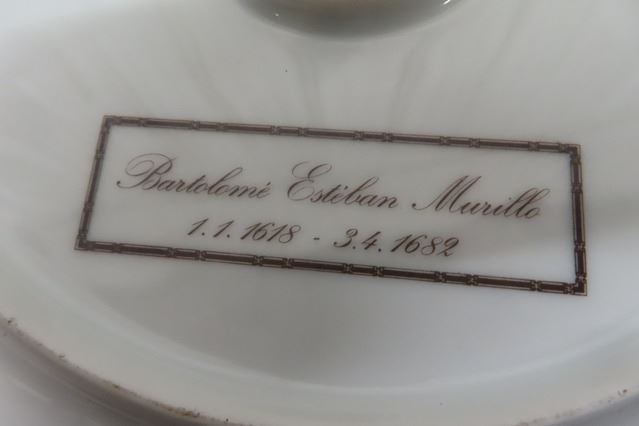 Bartolomé Estéban Murillo
1.1.1618 - 3.4.1682